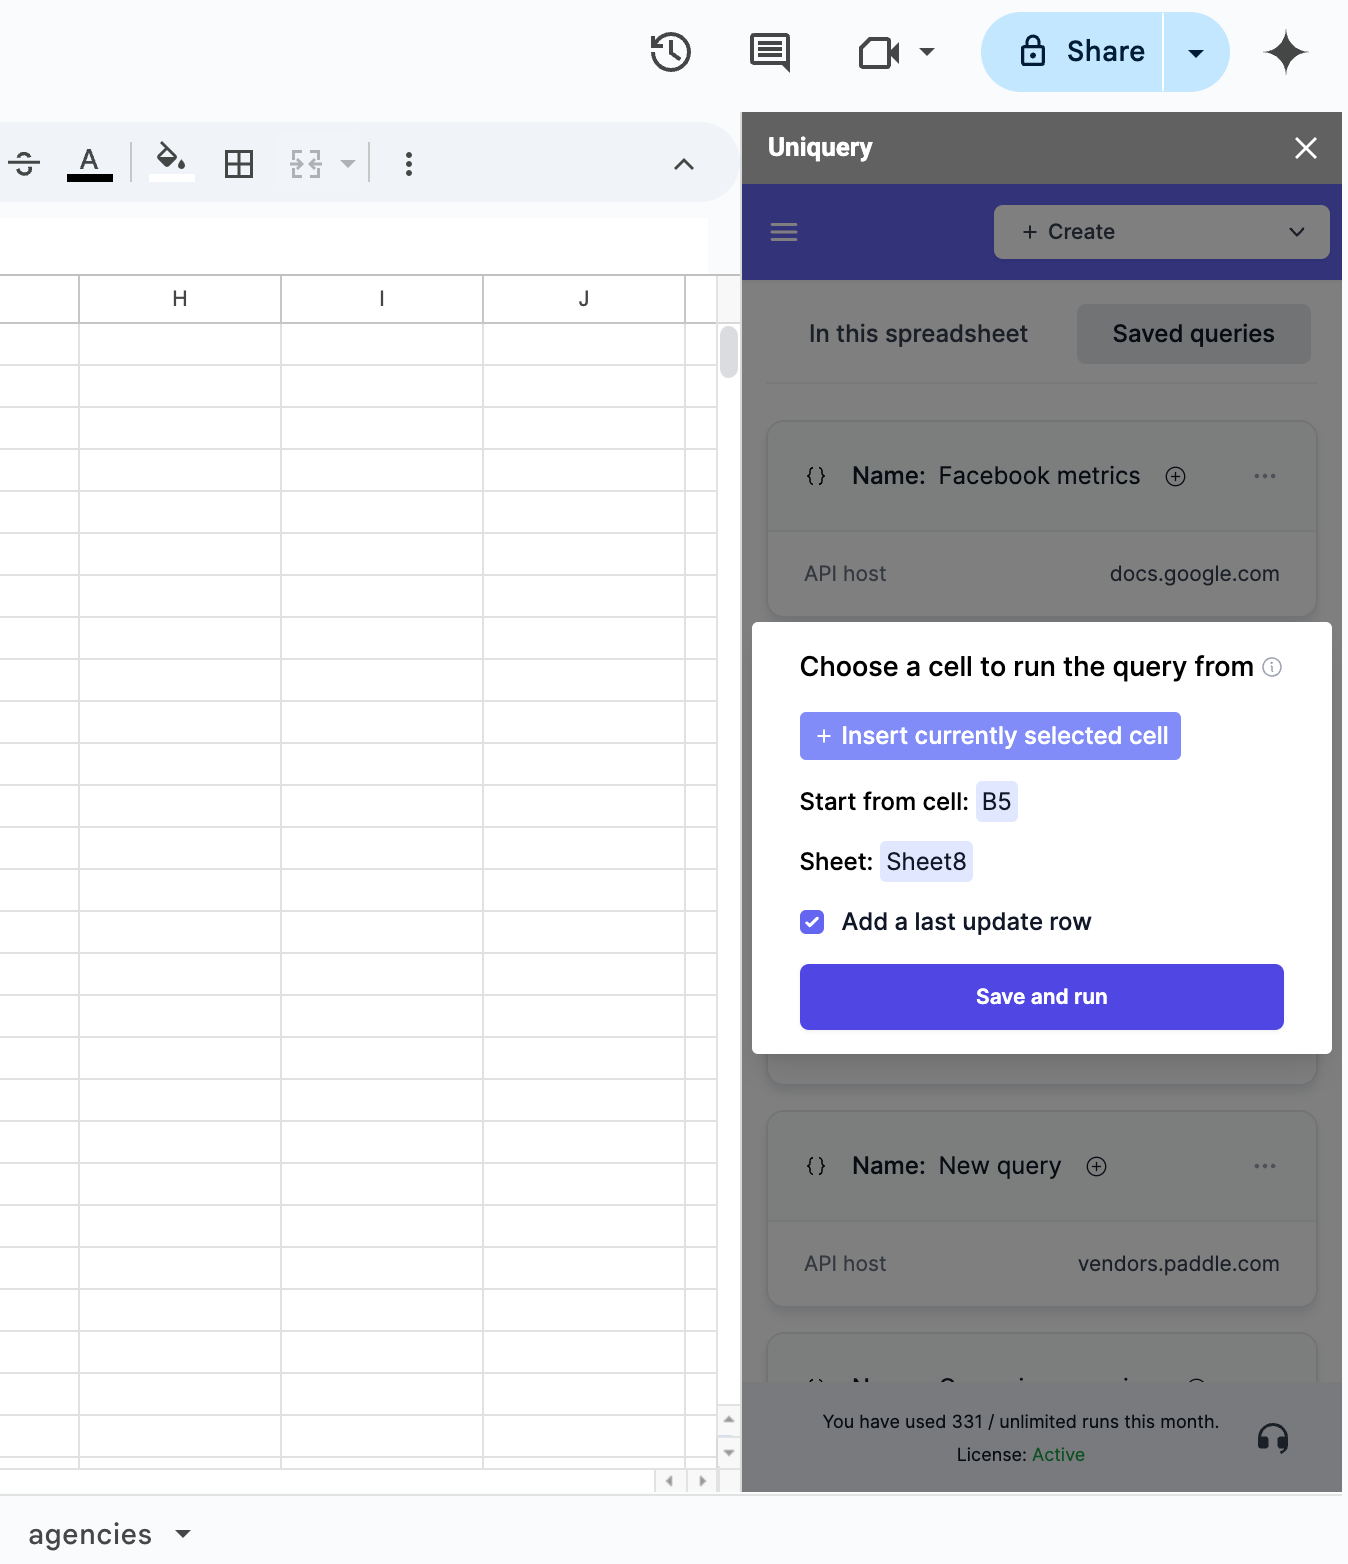 Share
A
Uniquery
+ Create
H I J
In this spreadsheet Saved queries
{} Name: Facebook metrics
API host docs.google.com
Choose a cell to run the query from
+ Insert currently selected cell
Start from cell: B5
Sheet: Sheet8
Add a last update row
Save and run
{} Name: New query
API host vendors.paddle.com
You have used 331 / unlimited runs this month.
License: Active
agencies